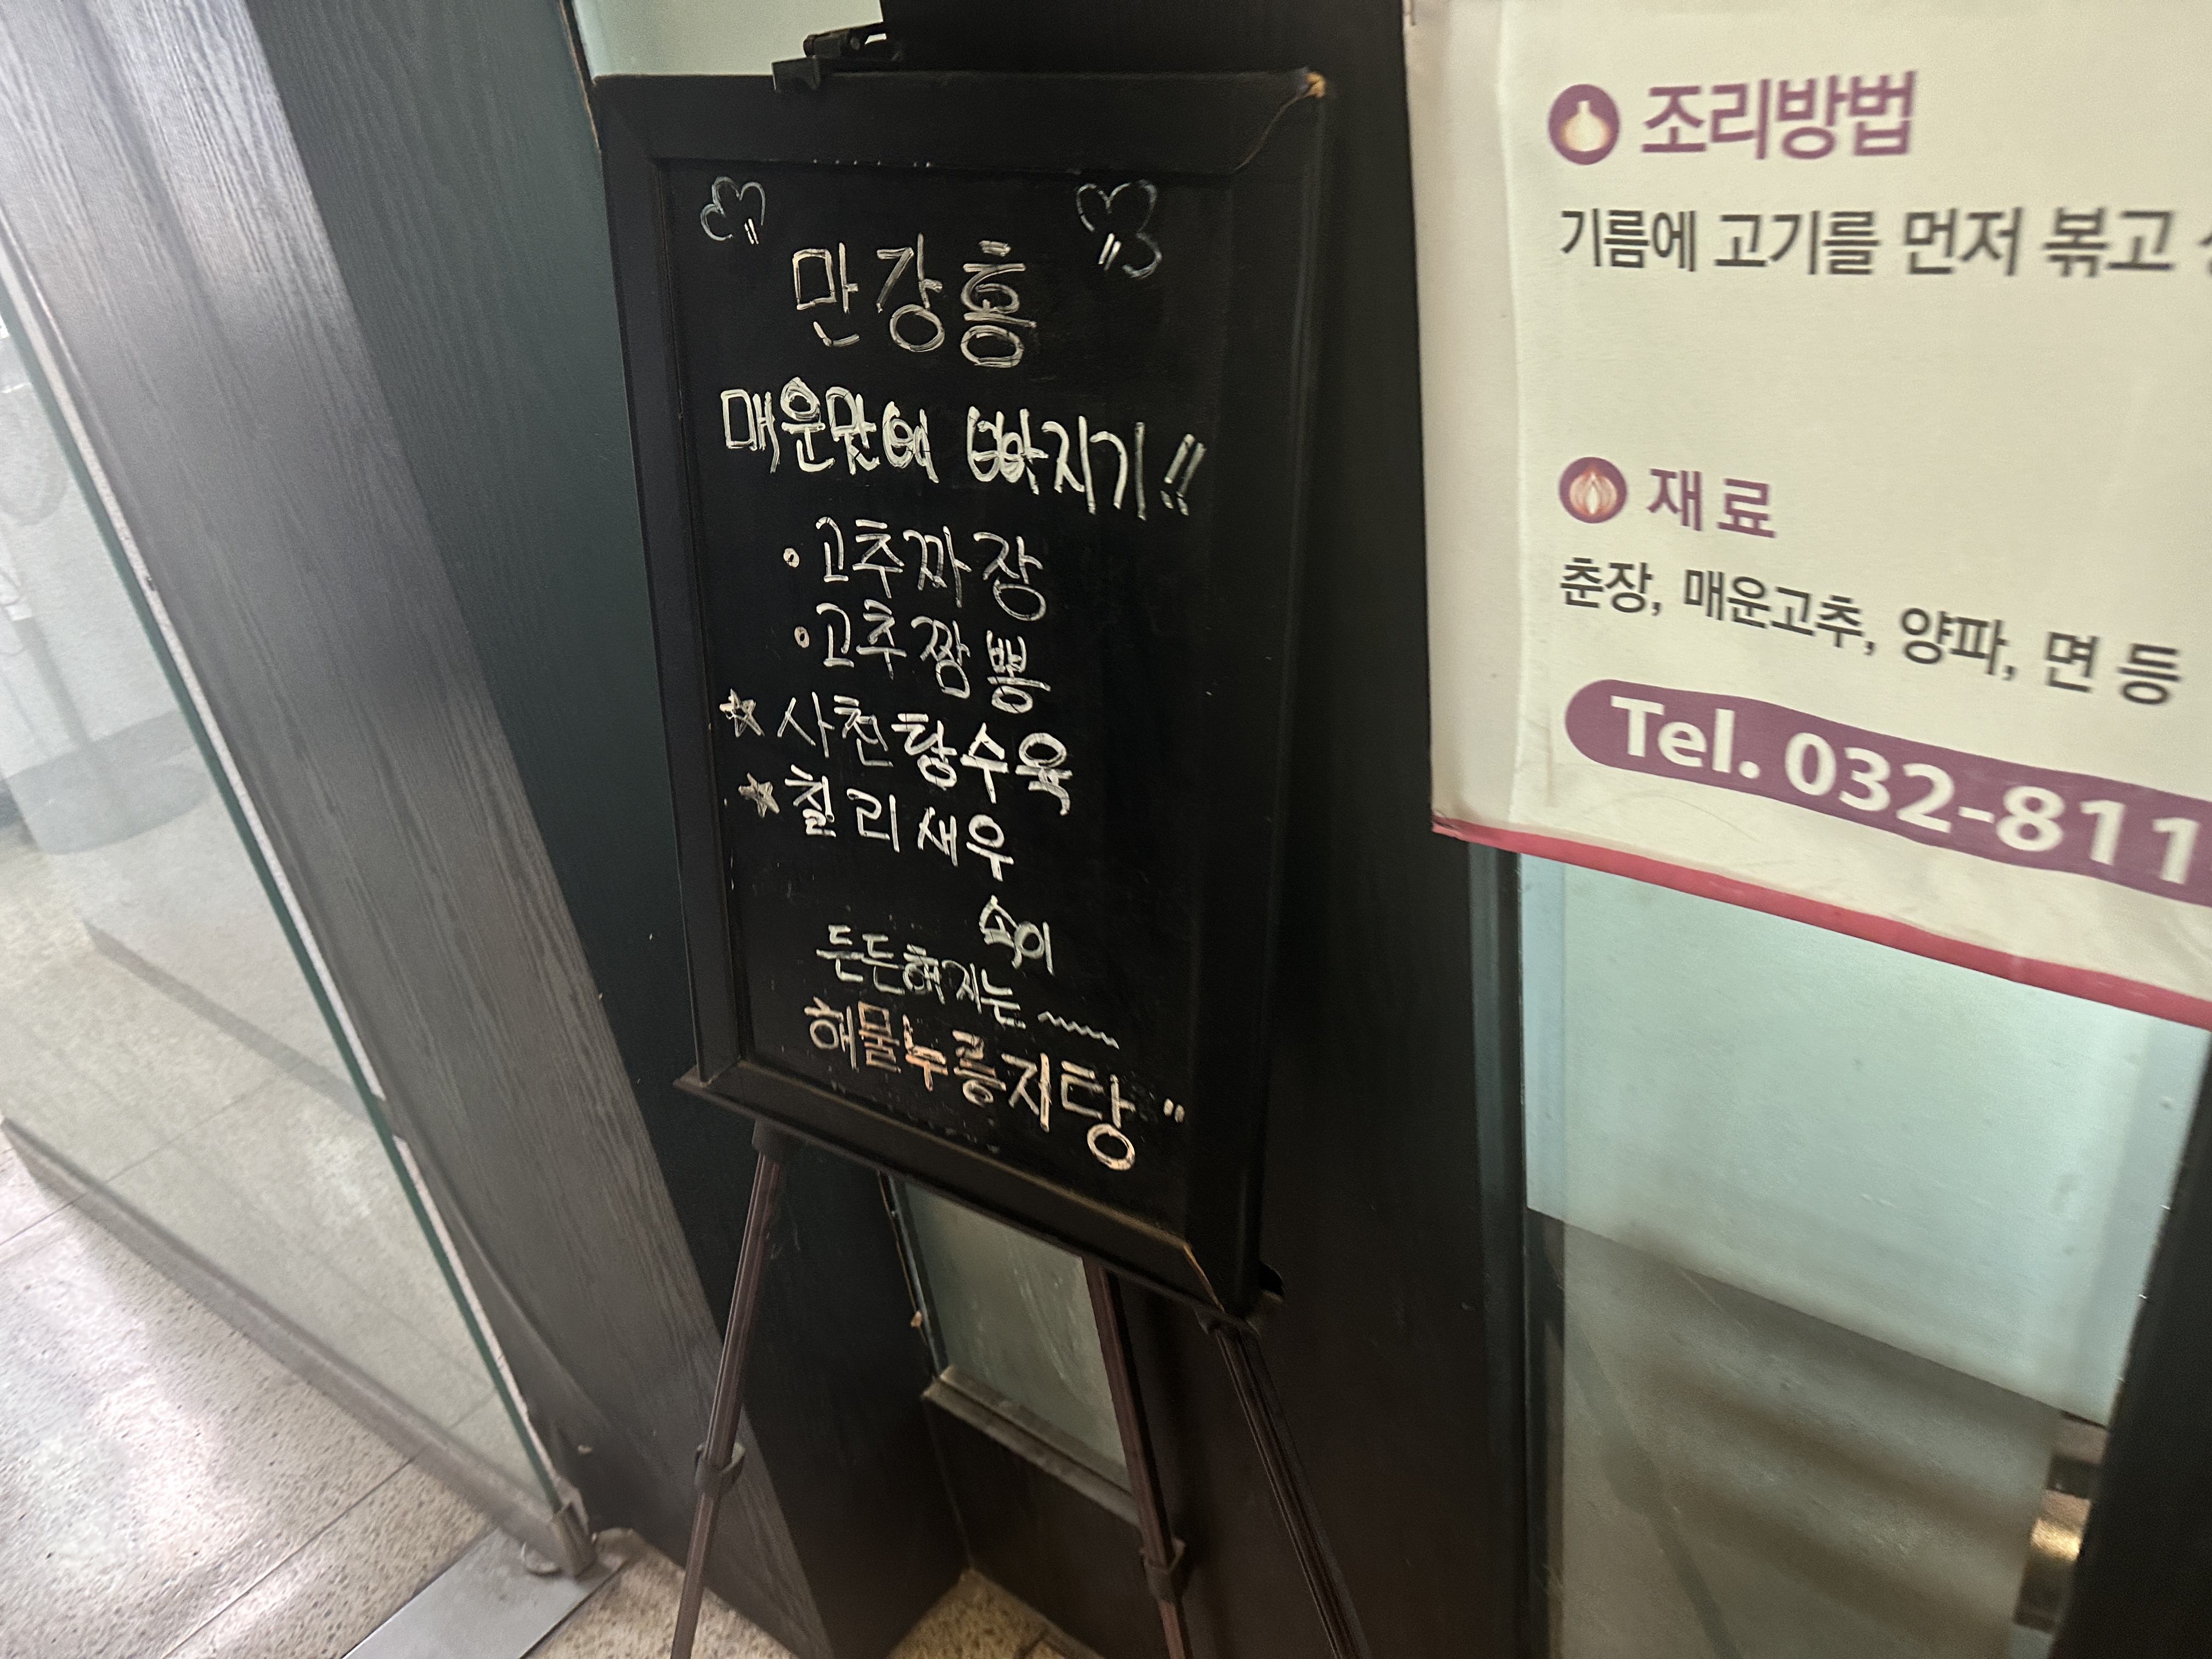 만강홍
매운맛에 빠지기!!
• 고추짜장
• 고추짬뽕
☆ 사천탕수육
☆ 칠리새우
속이
든든해지는 ~~~
해물누룽지탕"
조리방법
기름에 고기를 먼저 볶고
재료
춘장, 매운고추, 양파, 면 등
Tel. 032-811